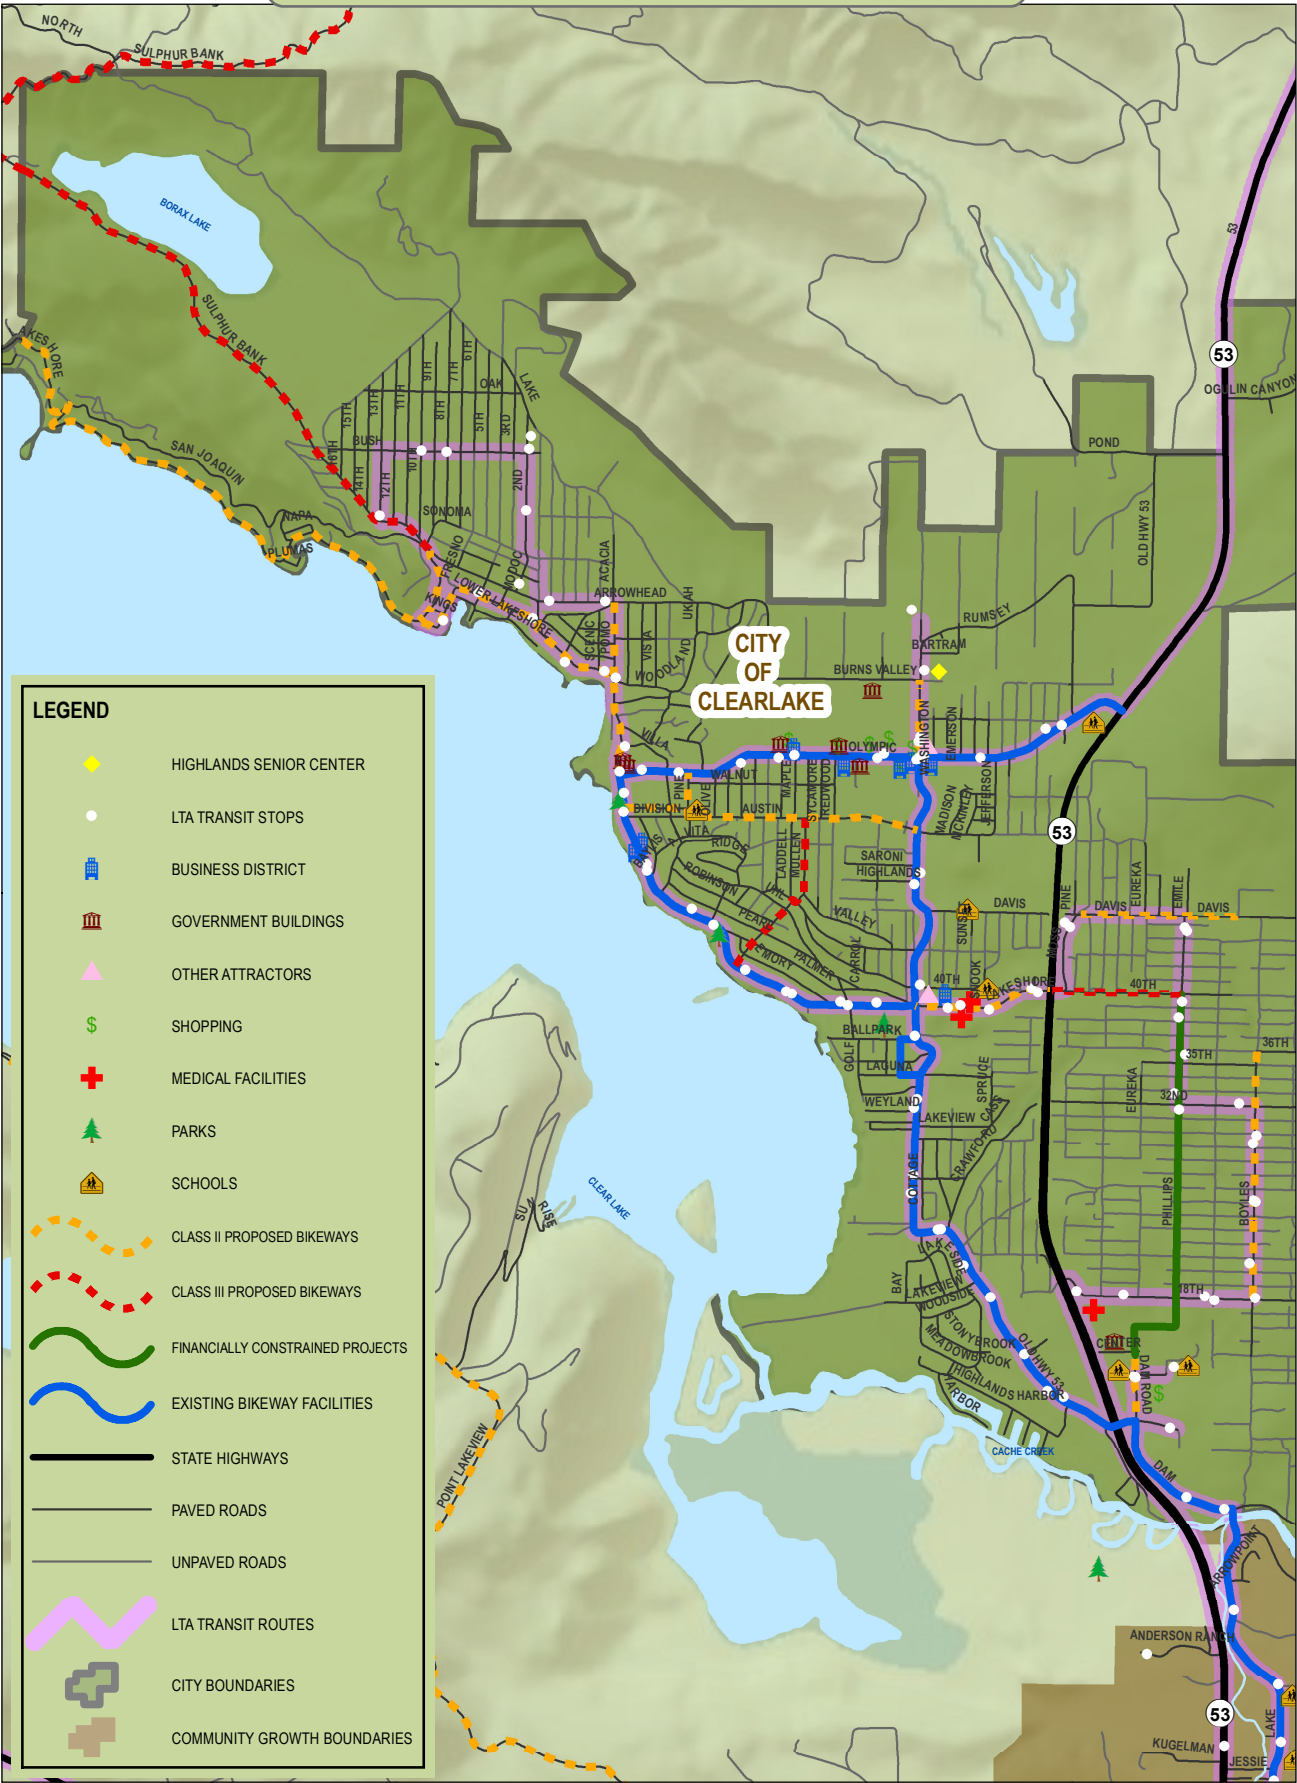 NORTH
SULPHUR BANK
BORAX LAKE
SULPHUR BANK
LAKESHORE
SAN JOAQUIN
NAPA
PLUMAS
16TH
15TH
14TH
13TH
12TH
11TH
10TH
9TH
8TH
7TH
6TH
5TH
3RD
2ND
OAK
LAKE
BUSH
SONOMA
FRESNO
MODOC
KINGS
LOWER LAKESHORE
ACACIA
ARROWHEAD
UKIAH
SCENIC
POMO
VISTA
WOODLAND
VILLA
53
53
OGULIN CANYON
POND
OLD HWY 53
RUMSEY
BARTRAM
BURNS VALLEY
CITY
OF
CLEARLAKE
WASHINGTON
EMERSON
OLYMPIC
WALNUT
PINE
OLIVE
MAPLE
SYCAMORE
REDWOOD
DIVISION
AUSTIN
MADISON
MCKINLEY
JEFFERSON
53
VITA
RIDGE
LADDELL
MULLEN
SARONI
HIGHLANDS
ROBINSON
UHL
PEARL
VALLEY
EMORY
PALMER
CARROL
SUNSET
DAVIS
PINE
DAVIS
EUREKA
EMILE
DAVIS
MOSS
40TH
SNOOK
LAKESHORE
40TH
BALLPARK
GOLF
LAGUNA
WEYLAND
LAKEVIEW
SPRUCE
CASS
CRAWFORD
COTTAGE
36TH
35TH
EUREKA
32ND
PHILLIPS
BOYLES
18TH
CENTER
DAM ROAD
LAKESIDE
BAY
LAKEVIEW
WOODSIDE
STONYBROOK
MEADOWBROOK
OLD HWY 53
HIGHLANDS HARBOR
HARBOR
CACHE CREEK
DAM
ARROWPOINT
ANDERSON RANCH
53
KUGELMAN
JESSIE
LAKE
CLEAR LAKE
SUNRISE
POINT LAKEVIEW
LEGEND
HIGHLANDS SENIOR CENTER
LTA TRANSIT STOPS
BUSINESS DISTRICT
GOVERNMENT BUILDINGS
OTHER ATTRACTORS
SHOPPING
MEDICAL FACILITIES
PARKS
SCHOOLS
CLASS II PROPOSED BIKEWAYS
CLASS III PROPOSED BIKEWAYS
FINANCIALLY CONSTRAINED PROJECTS
EXISTING BIKEWAY FACILITIES
STATE HIGHWAYS
PAVED ROADS
UNPAVED ROADS
LTA TRANSIT ROUTES
CITY BOUNDARIES
COMMUNITY GROWTH BOUNDARIES